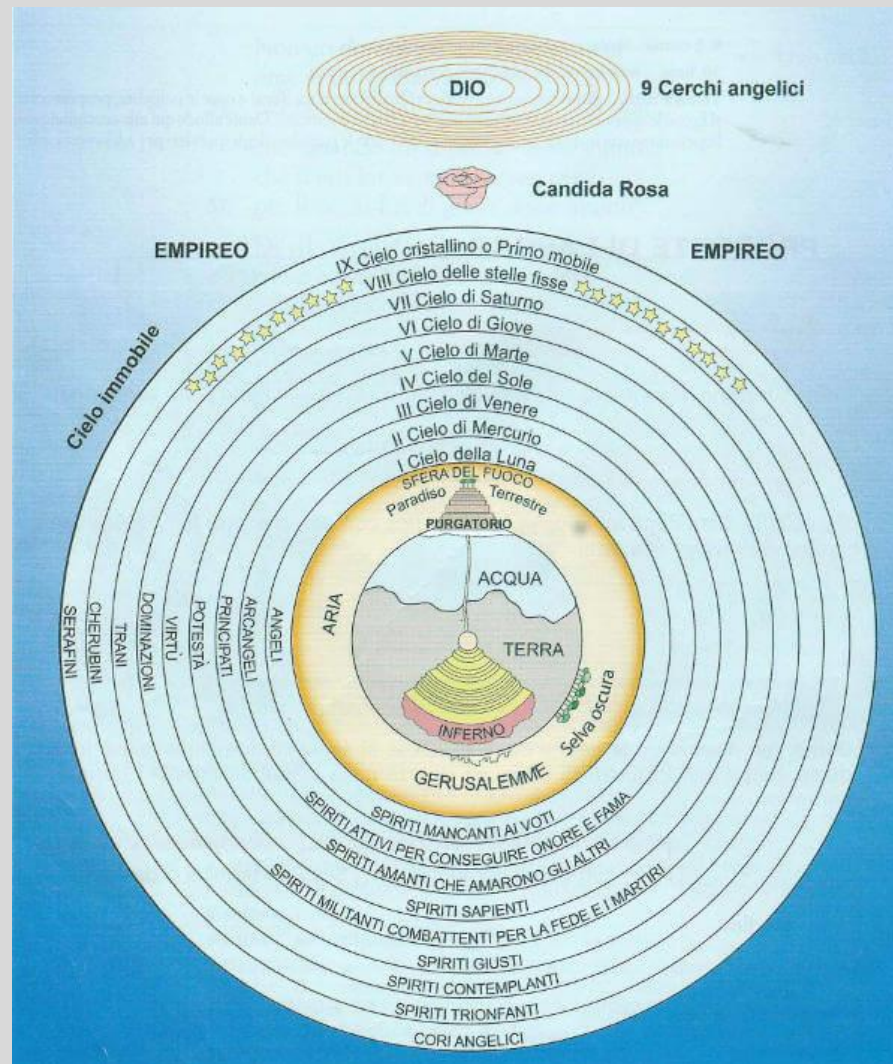 DIO
9 Cerchi angelici
Candida Rosa
EMPIREO
EMPIREO
Cielo immobile
IX Cielo cristallino o Primo mobile
VIII Cielo delle stelle fisse
VII Cielo di Saturno
VI Cielo di Giove
V Cielo di Marte
IV Cielo del Sole
III Cielo di Venere
II Cielo di Mercurio
I Cielo della Luna
SFERA DEL FUOCO
Paradiso Terrestre
PURGATORIO
ACQUA
ARIA
TERRA
INFERNO
Selva oscura
GERUSALEMME
SERAFINI
CHERUBINI
TRANI
DOMINAZIONI
VIRTÙ
POTESTÀ
PRINCIPATI
ARCANGELI
ANGELI
SPIRITI MANCANTI AI VOTI
SPIRITI ATTIVI PER CONSEGUIRE ONORE E FAMA
SPIRITI AMANTI CHE AMARONO GLI ALTRI
SPIRITI SAPIENTI
SPIRITI MILITANTI COMBATTENTI PER LA FEDE E I MARTIRI
SPIRITI GIUSTI
SPIRITI CONTEMPLANTI
SPIRITI TRIONFANTI
CORI ANGELICI